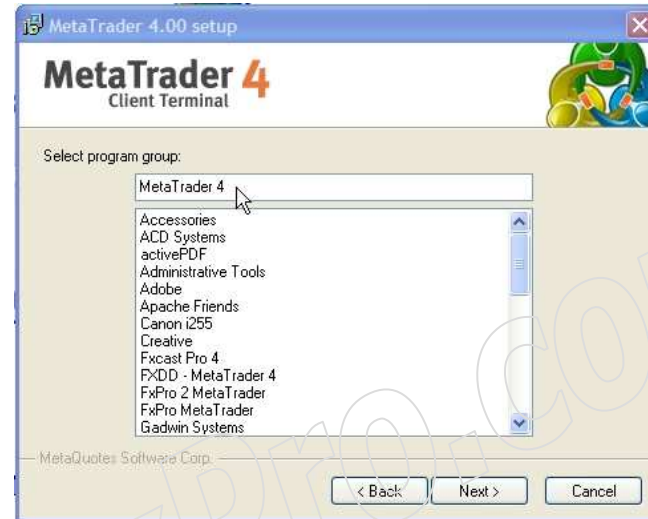 MetaTrader 4.00 setup
MetaTrader 4
Client Terminal
Select program group:
MetaTrader 4
Accessories
ACD Systems
activePDF
Administrative Tools
Adobe
Apache Friends
Canon i255
Creative
Fxcast Pro 4
FXDD - MetaTrader 4
FxPro 2 MetaTrader
FxPro MetaTrader
Gadwin Systems
MetaQuotes Software Corp.
< Back Next > Cancel